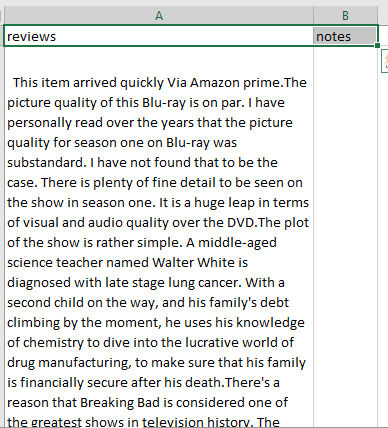 A B
reviews notes
This item arrived quickly Via Amazon prime.The
picture quality of this Blu-ray is on par. I have
personally read over the years that the picture
quality for season one on Blu-ray was
substandard. I have not found that to be the
case. There is plenty of fine detail to be seen on
the show in season one. It is a huge leap in terms
of visual and audio quality over the DVD.The plot
of the show is rather simple. A middle-aged
science teacher named Walter White is
diagnosed with late stage lung cancer. With a
second child on the way, and his family's debt
climbing by the moment, he uses his knowledge
of chemistry to dive into the lucrative world of
drug manufacturing, to make sure that his family
is financially secure after his death.There's a
reason that Breaking Bad is considered one of
the greatest shows in television history. The